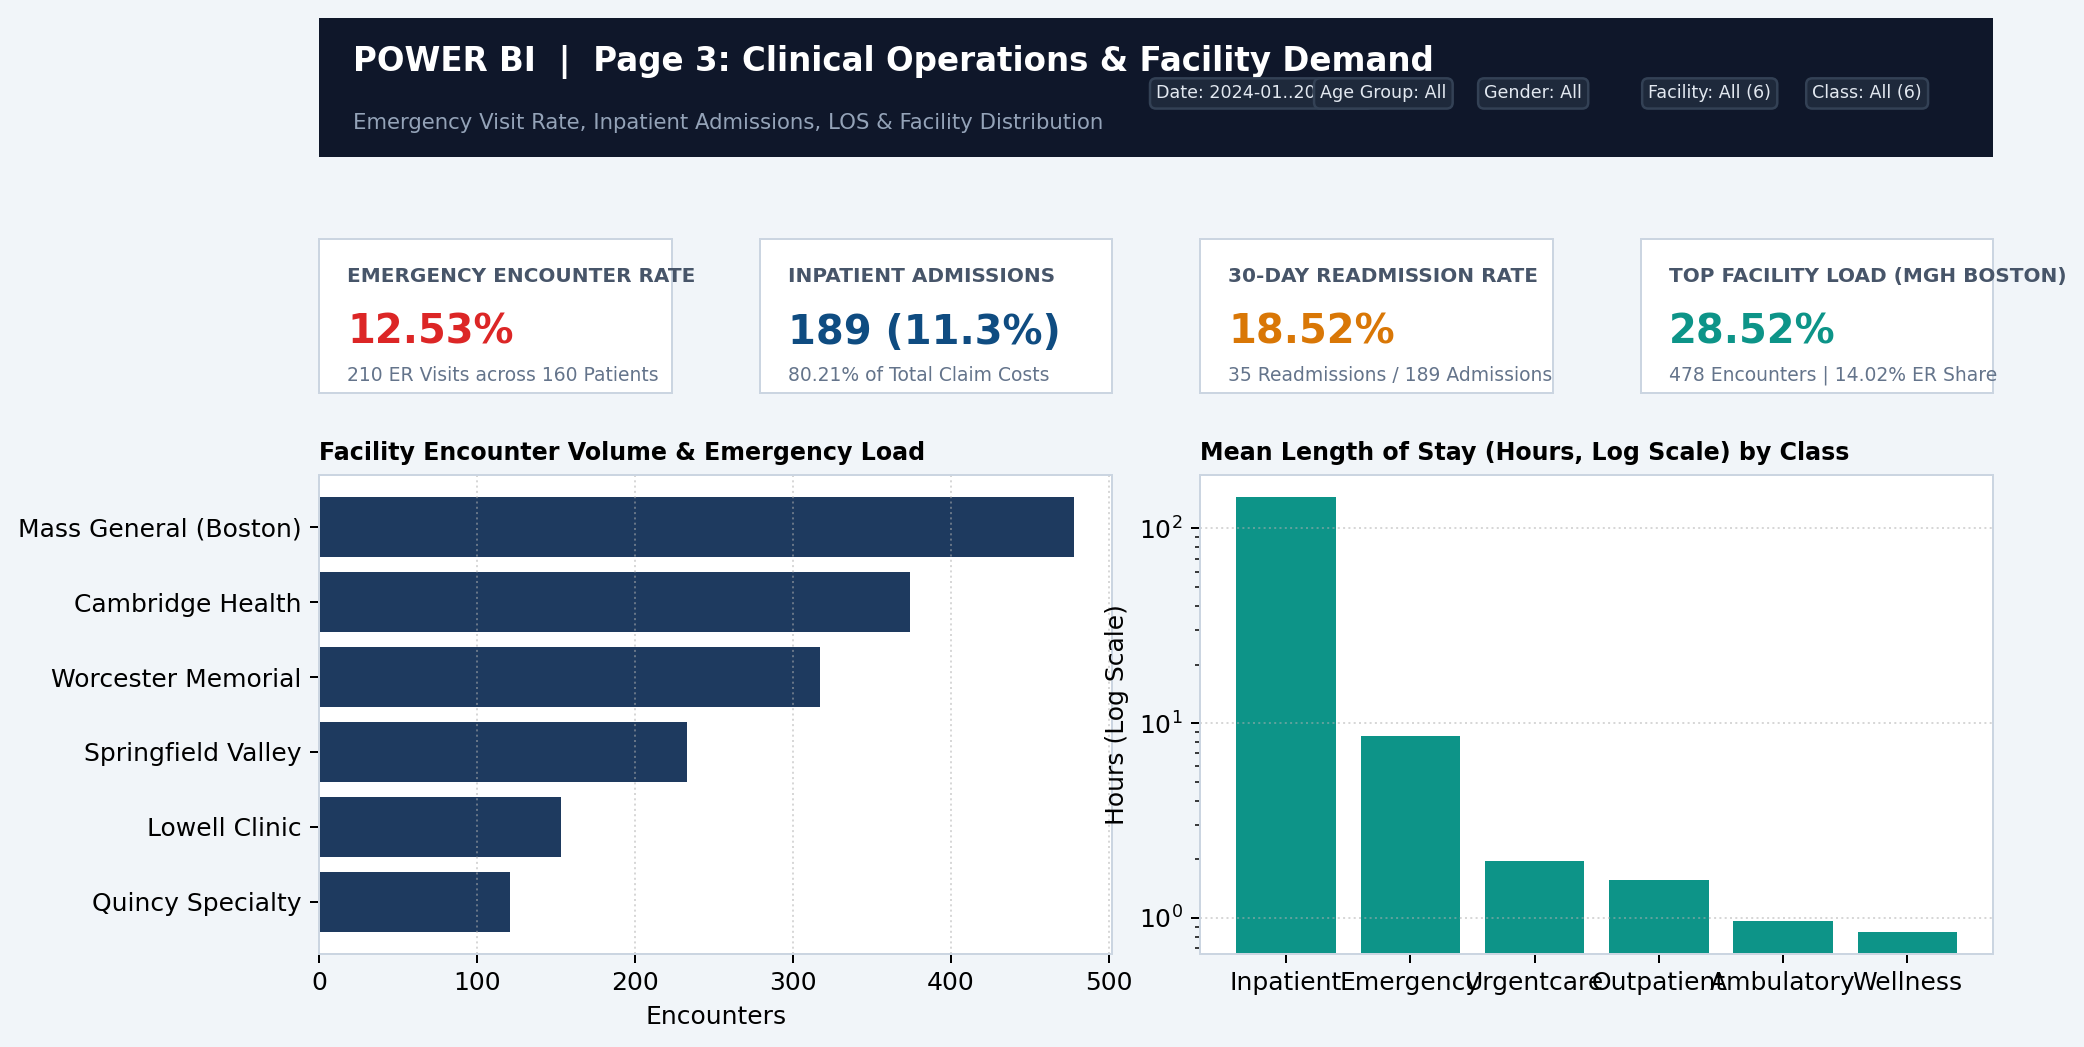 POWER BI | Page 3: Clinical Operations & Facility Demand
Date: 2024-01..20 Age Group: All Gender: All Facility: All (6) Class: All (6)
Emergency Visit Rate, Inpatient Admissions, LOS & Facility Distribution
EMERGENCY ENCOUNTER RATE
12.53%
210 ER Visits across 160 Patients
INPATIENT ADMISSIONS
189 (11.3%)
80.21% of Total Claim Costs
30-DAY READMISSION RATE
18.52%
35 Readmissions / 189 Admissions
TOP FACILITY LOAD (MGH BOSTON)
28.52%
478 Encounters | 14.02% ER Share
Facility Encounter Volume & Emergency Load
Mass General (Boston)
Cambridge Health
Worcester Memorial
Springfield Valley
Lowell Clinic
Quincy Specialty
0 100 200 300 400 500
Encounters
Mean Length of Stay (Hours, Log Scale) by Class
Hours (Log Scale)
10²
10¹
10⁰
Inpatient Emergency Urgentcare Outpatient Ambulatory Wellness